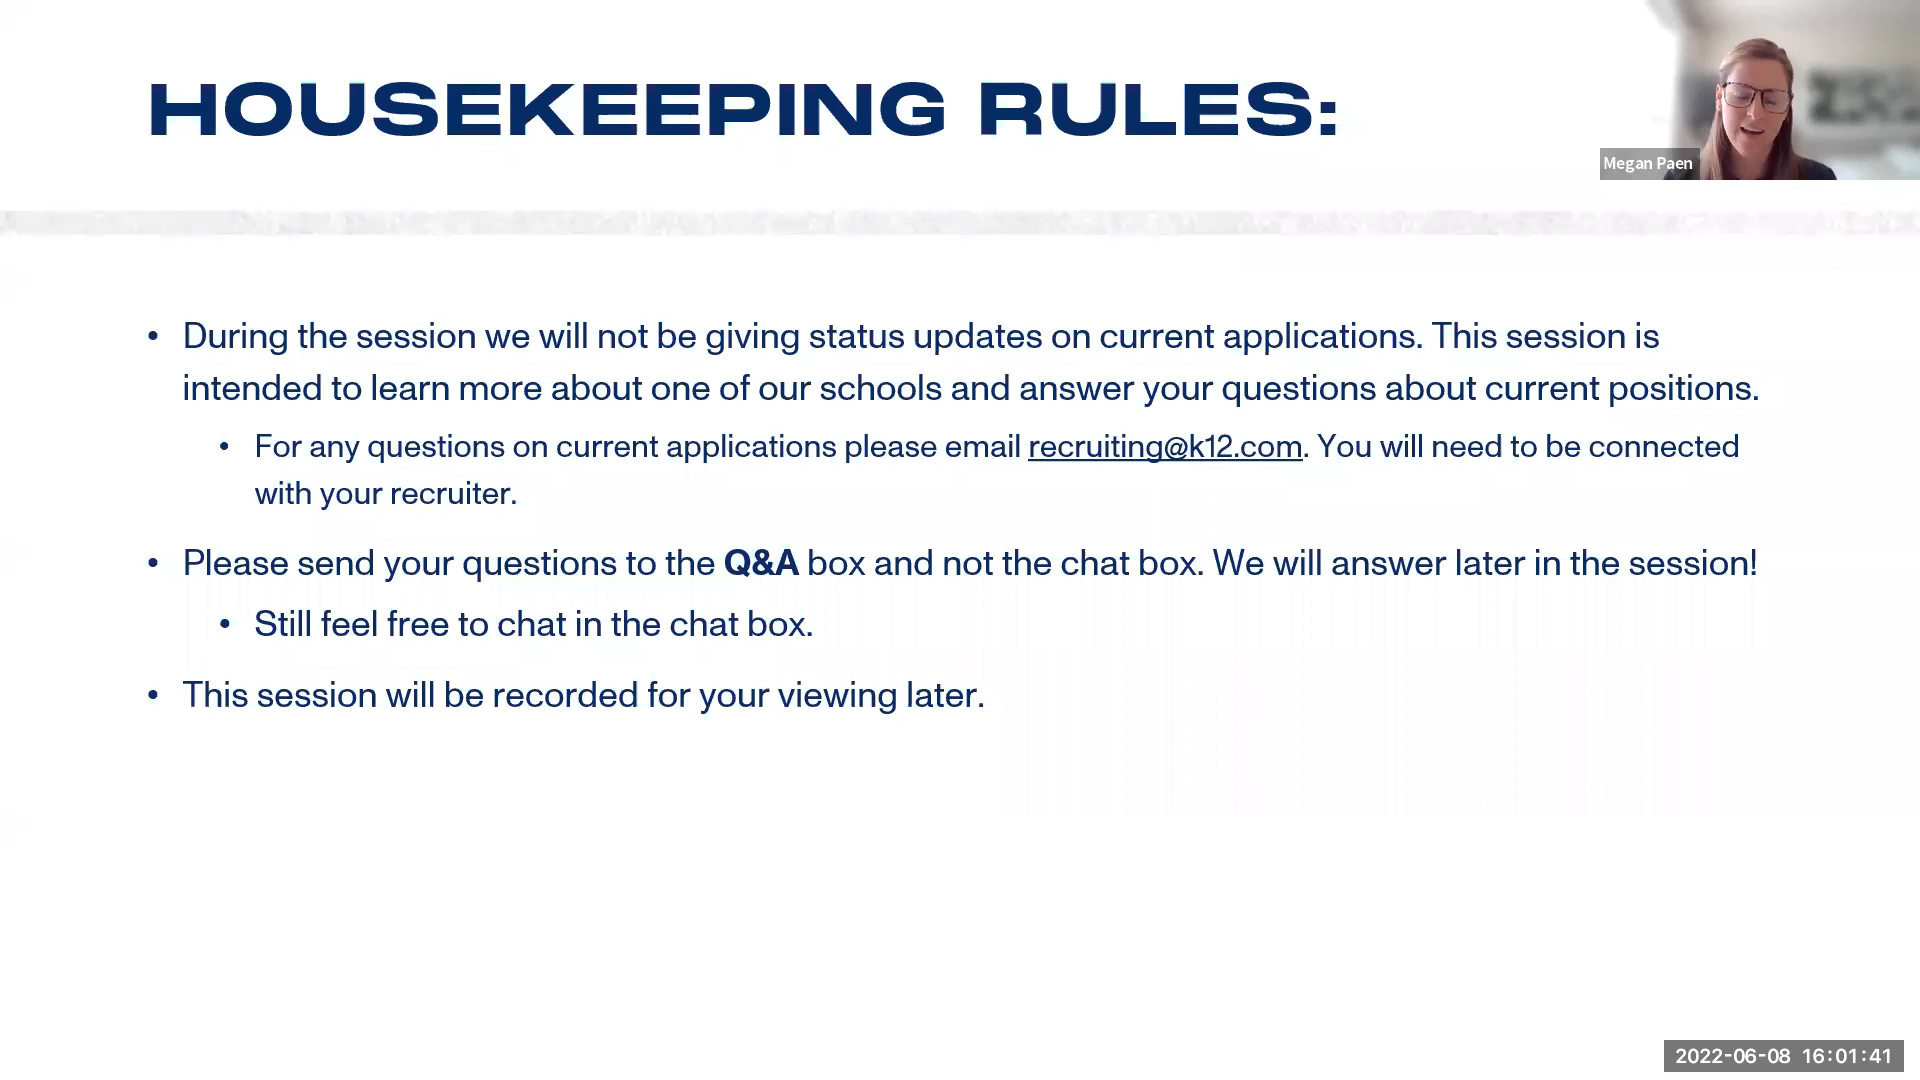 HOUSEKEEPING RULES:
Megan Paen
• During the session we will not be giving status updates on current applications. This session is
intended to learn more about one of our schools and answer your questions about current positions.
• For any questions on current applications please email recruiting@k12.com. You will need to be connected
with your recruiter.
• Please send your questions to the Q&A box and not the chat box. We will answer later in the session!
• Still feel free to chat in the chat box.
• This session will be recorded for your viewing later.
2022-06-08 16:01:41